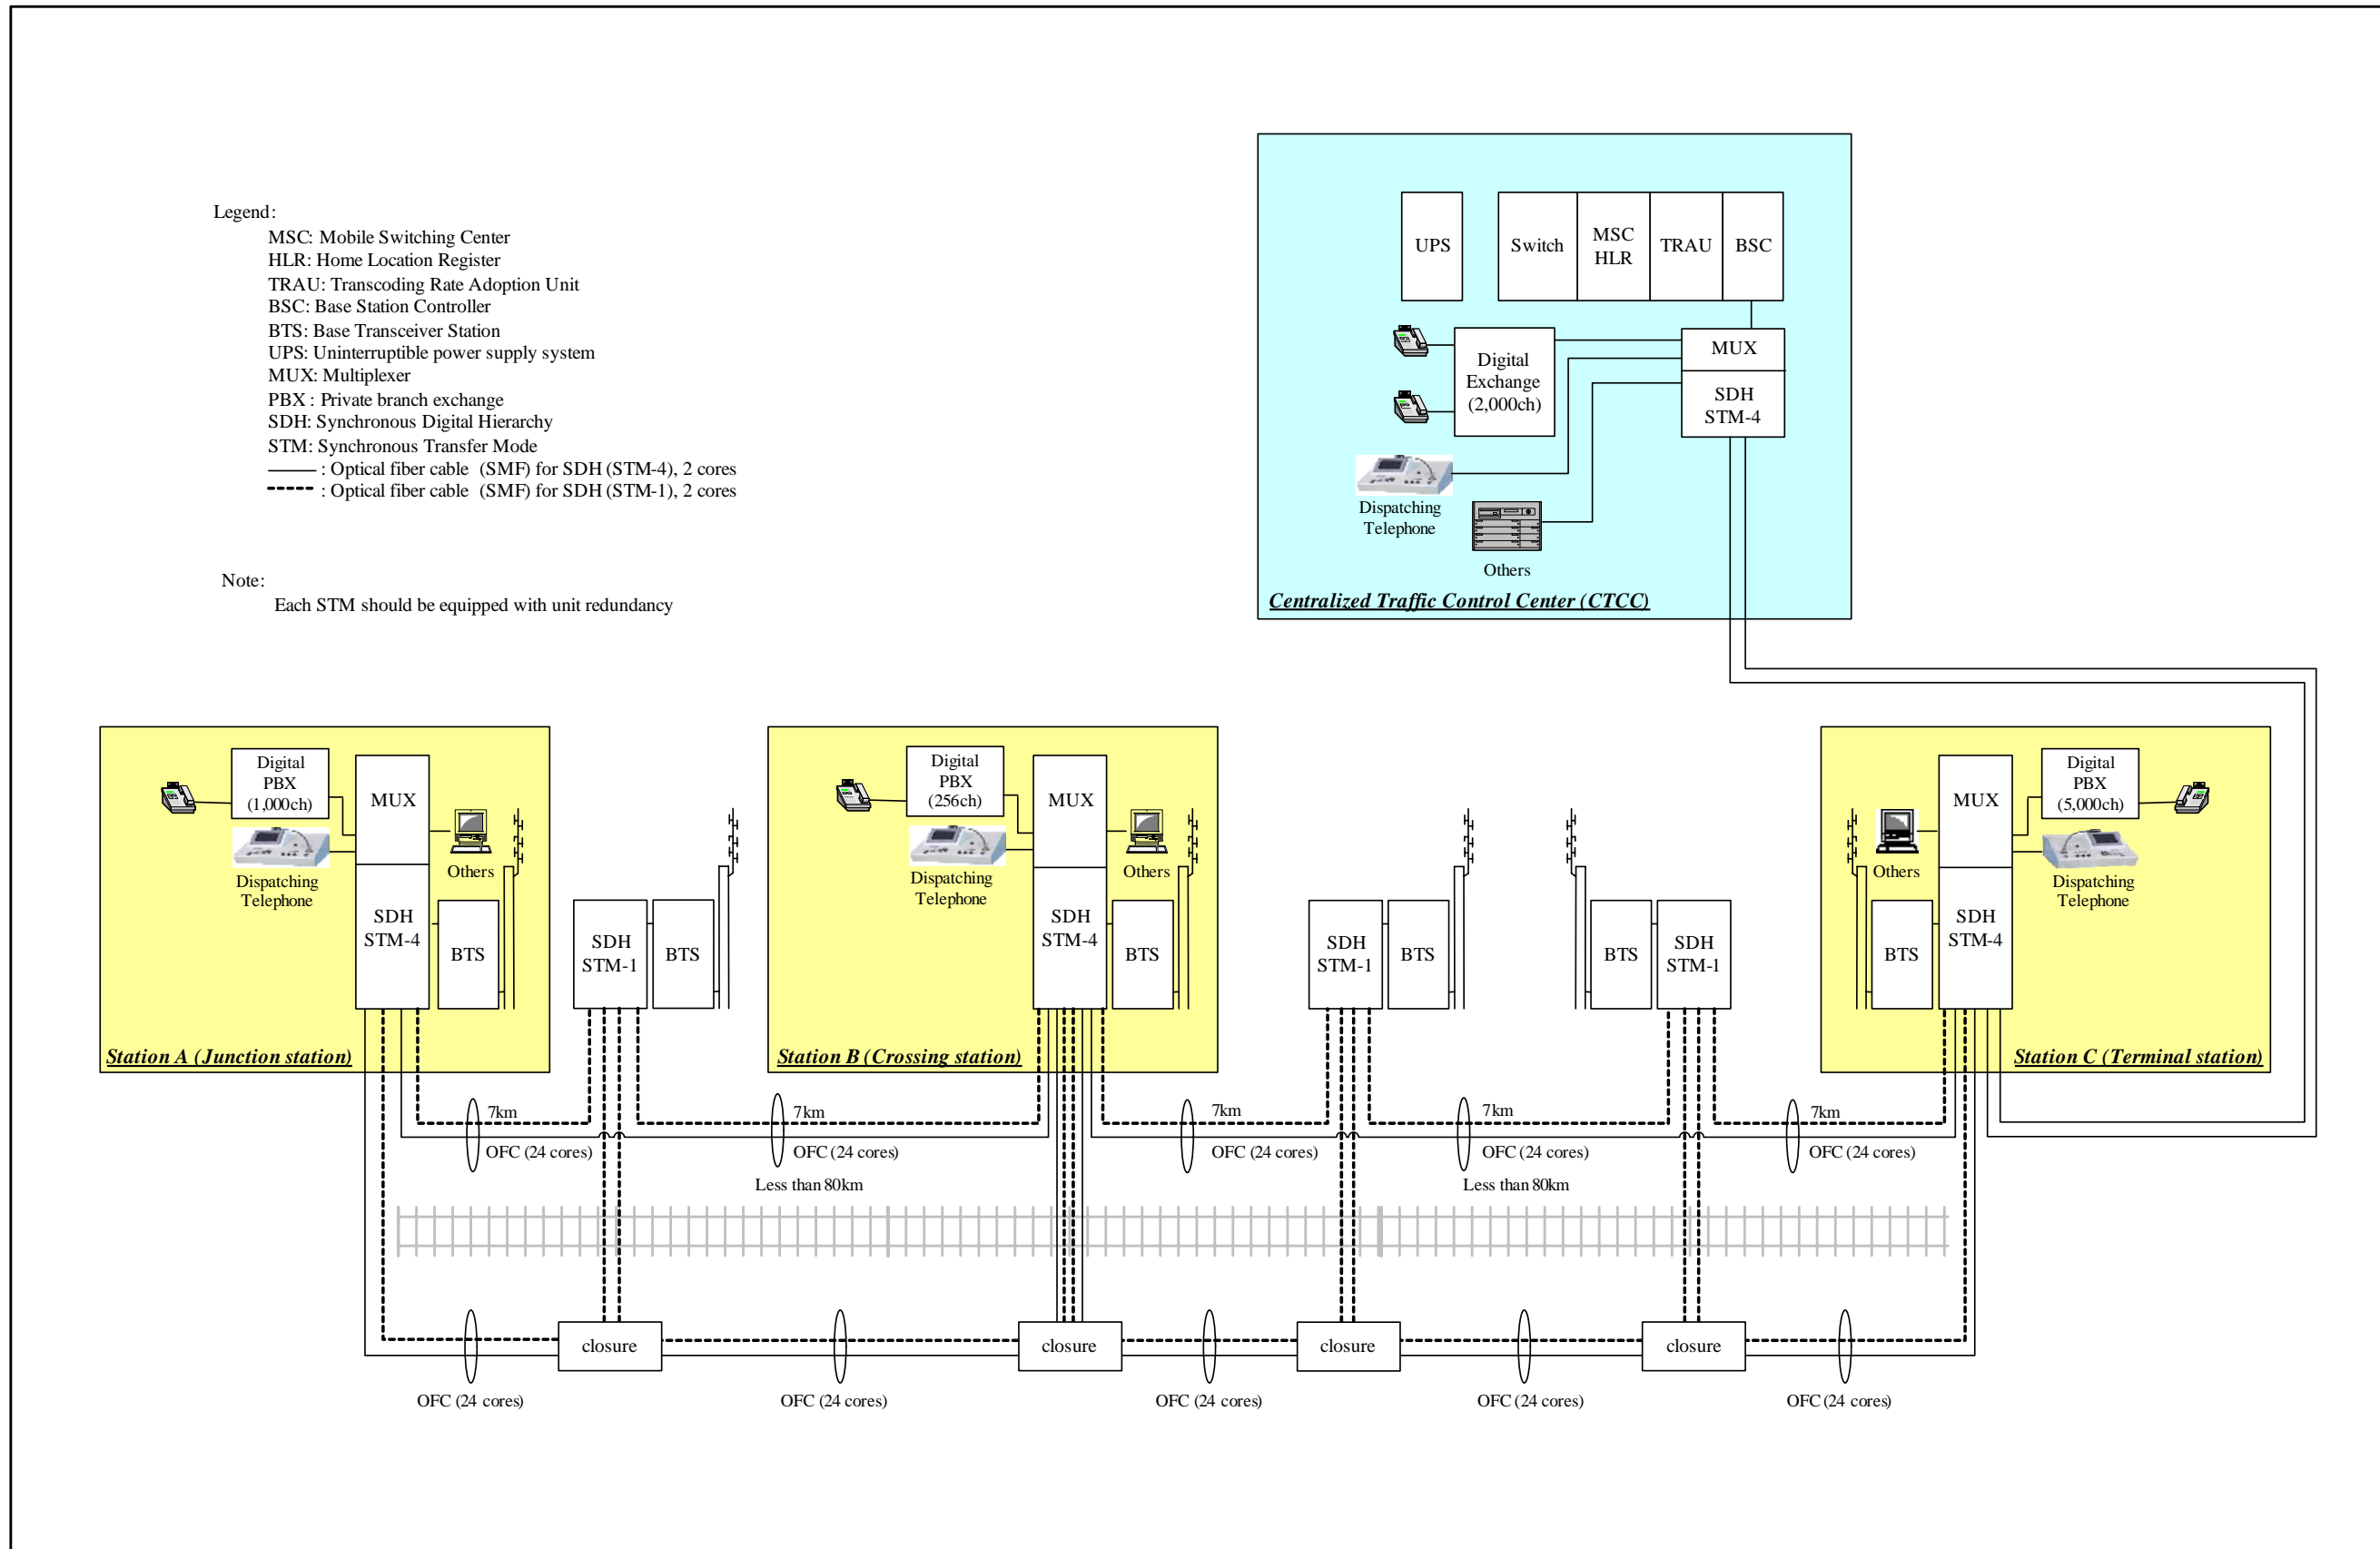 Legend:
MSC: Mobile Switching Center
HLR: Home Location Register
TRAU: Transcoding Rate Adoption Unit
BSC: Base Station Controller
BTS: Base Transceiver Station
UPS: Uninterruptible power supply system
MUX: Multiplexer
PBX : Private branch exchange
SDH: Synchronous Digital Hierarchy
STM: Synchronous Transfer Mode
: Optical fiber cable (SMF) for SDH (STM-4), 2 cores
: Optical fiber cable (SMF) for SDH (STM-1), 2 cores
Note:
Each STM should be equipped with unit redundancy
UPS
Switch
MSC
HLR
TRAU
BSC
Digital
Exchange
(2,000ch)
MUX
SDH
STM-4
Dispatching
Telephone
Others
Centralized Traffic Control Center (CTCC)
Digital
PBX
(1,000ch)
MUX
Dispatching
Telephone
Others
SDH
STM-4
BTS
Station A (Junction station)
SDH
STM-1
BTS
Digital
PBX
(256ch)
MUX
Dispatching
Telephone
Others
SDH
STM-4
BTS
Station B (Crossing station)
SDH
STM-1
BTS
BTS
SDH
STM-1
MUX
Digital
PBX
(5,000ch)
Others
Dispatching
Telephone
BTS
SDH
STM-4
Station C (Terminal station)
7km
7km
7km
7km
7km
OFC (24 cores)
OFC (24 cores)
OFC (24 cores)
OFC (24 cores)
OFC (24 cores)
Less than 80km
Less than 80km
closure
closure
closure
closure
OFC (24 cores)
OFC (24 cores)
OFC (24 cores)
OFC (24 cores)
OFC (24 cores)